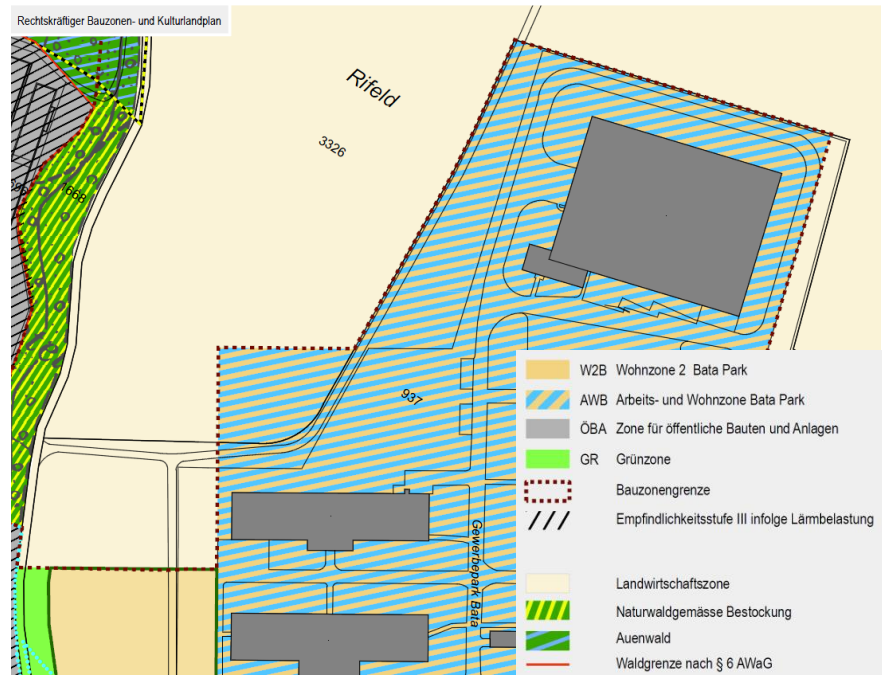 Rechtskräftiger Bauzonen- und Kulturlandplan
Rifeld
3326
1668
937
Gewerbepark Bata
W2B Wohnzone 2 Bata Park
AWB Arbeits- und Wohnzone Bata Park
ÖBA Zone für öffentliche Bauten und Anlagen
GR Grünzone
Bauzonengrenze
Empfindlichkeitsstufe III infolge Lärmbelastung
Landwirtschaftszone
Naturwaldgemässe Bestockung
Auenwald
Waldgrenze nach § 6 AWaG